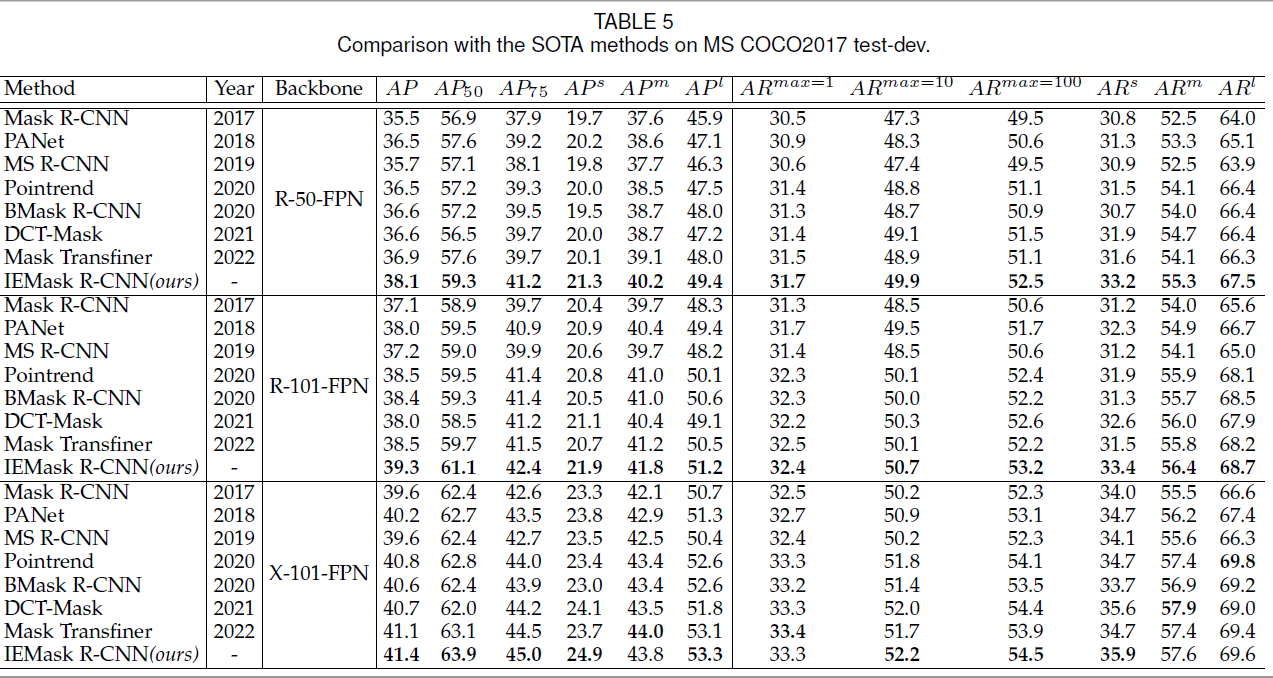 TABLE 5
Comparison with the SOTA methods on MS COCO2017 test-dev.
Method Year Backbone AP AP50 AP75 APs APm APl ARmax=1 ARmax=10 ARmax=100 ARs ARm ARl
Mask R-CNN 2017 35.5 56.9 37.9 19.7 37.6 45.9 30.5 47.3 49.5 30.8 52.5 64.0
PANet 2018 36.5 57.6 39.2 20.2 38.6 47.1 30.9 48.3 50.6 31.3 53.3 65.1
MS R-CNN 2019 35.7 57.1 38.1 19.8 37.7 46.3 30.6 47.4 49.5 30.9 52.5 63.9
Pointrend 2020 36.5 57.2 39.3 20.0 38.5 47.5 31.4 48.8 51.1 31.5 54.1 66.4
R-50-FPN
BMask R-CNN 2020 36.6 57.2 39.5 19.5 38.7 48.0 31.3 48.7 50.9 30.7 54.0 66.4
DCT-Mask 2021 36.6 56.5 39.7 20.0 38.7 47.2 31.4 49.1 51.5 31.9 54.7 66.4
Mask Transfiner 2022 36.9 57.6 39.7 20.1 39.1 48.0 31.5 48.9 51.1 31.6 54.1 66.3
IEMask R-CNN(ours) - 38.1 59.3 41.2 21.3 40.2 49.4 31.7 49.9 52.5 33.2 55.3 67.5
Mask R-CNN 2017 37.1 58.9 39.7 20.4 39.7 48.3 31.3 48.5 50.6 31.2 54.0 65.6
PANet 2018 38.0 59.5 40.9 20.9 40.4 49.4 31.7 49.5 51.7 32.3 54.9 66.7
MS R-CNN 2019 37.2 59.0 39.9 20.6 39.7 48.2 31.4 48.5 50.6 31.2 54.1 65.0
Pointrend 2020 38.5 59.5 41.4 20.8 41.0 50.1 32.3 50.1 52.4 31.9 55.9 68.1
R-101-FPN
BMask R-CNN 2020 38.4 59.3 41.4 20.5 41.0 50.6 32.2 50.0 52.2 31.3 55.7 68.5
DCT-Mask 2021 38.0 58.5 41.2 21.1 40.4 49.1 32.2 50.3 52.6 32.6 56.0 67.9
Mask Transfiner 2022 38.5 59.7 41.5 20.7 41.2 50.5 32.5 50.1 52.2 31.5 55.8 68.2
IEMask R-CNN(ours) - 39.3 61.1 42.4 21.9 41.8 51.2 32.4 50.7 53.2 33.4 56.4 68.7
Mask R-CNN 2017 39.6 62.4 42.6 23.3 42.1 50.7 32.5 50.2 52.3 34.0 55.5 66.6
PANet 2018 40.2 62.7 43.5 23.8 42.9 51.3 32.7 50.9 53.1 34.7 56.2 67.4
MS R-CNN 2019 39.6 62.4 42.7 23.5 42.5 50.4 32.4 50.2 52.3 34.1 55.6 66.3
Pointrend 2020 40.8 62.8 44.0 23.4 43.4 52.6 33.3 51.8 54.1 34.7 57.4 69.8
X-101-FPN
BMask R-CNN 2020 40.6 62.4 43.9 23.0 43.4 52.6 33.2 51.4 53.5 33.7 56.9 69.2
DCT-Mask 2021 40.7 62.0 44.2 24.1 43.5 51.8 33.3 52.0 54.4 35.6 57.9 69.0
Mask Transfiner 2022 41.1 63.1 44.5 23.7 44.0 53.1 33.4 51.7 53.9 34.7 57.4 69.4
IEMask R-CNN(ours) - 41.4 63.9 45.0 24.9 43.8 53.3 33.3 52.2 54.5 35.9 57.6 69.6